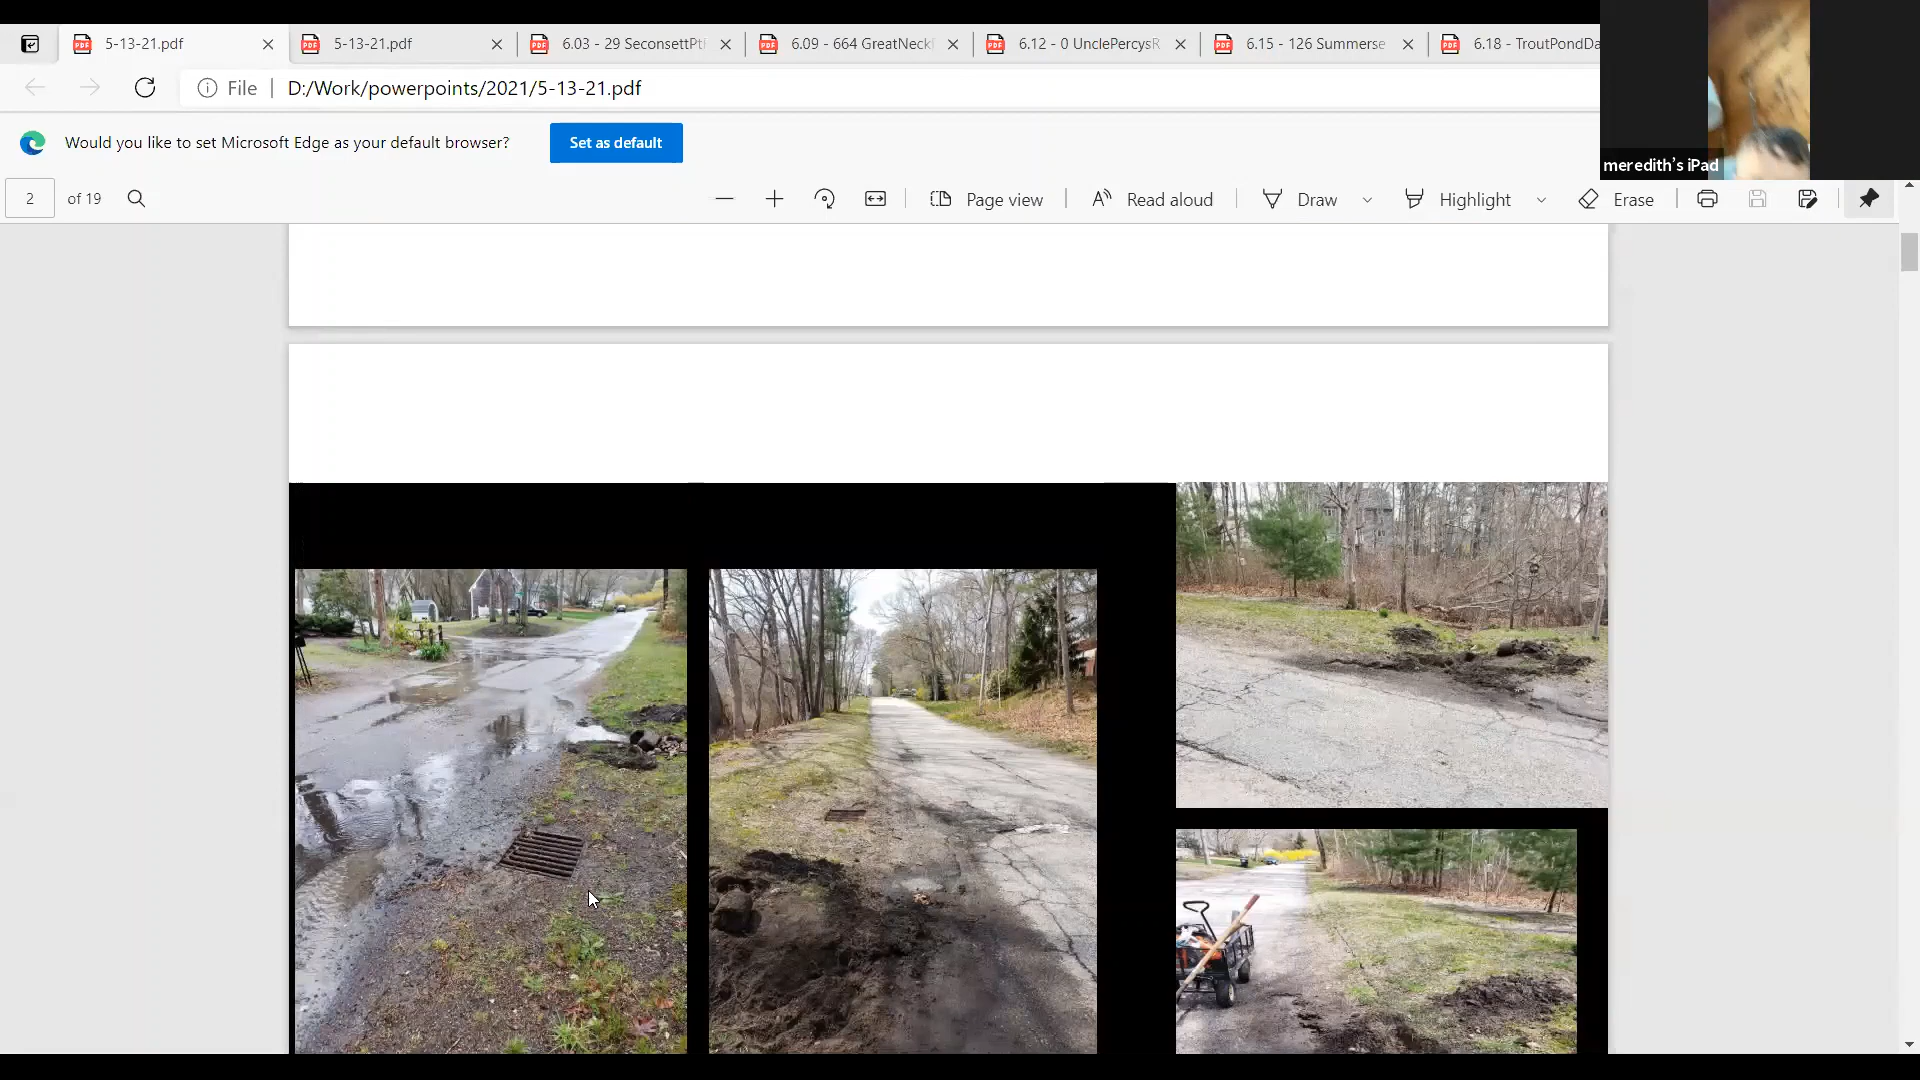 5-13-21.pdf
5-13-21.pdf
6.03 - 29 SeconsettPt
6.09 - 664 GreatNeck
6.12 - 0 UnclePercysR
6.15 - 126 Summerse
6.18 - TroutPondDa
File
D:/Work/powerpoints/2021/5-13-21.pdf
Would you like to set Microsoft Edge as your default browser?
Set as default
meredith's iPad
2 of 19
Page view
Read aloud
Draw
Highlight
Erase